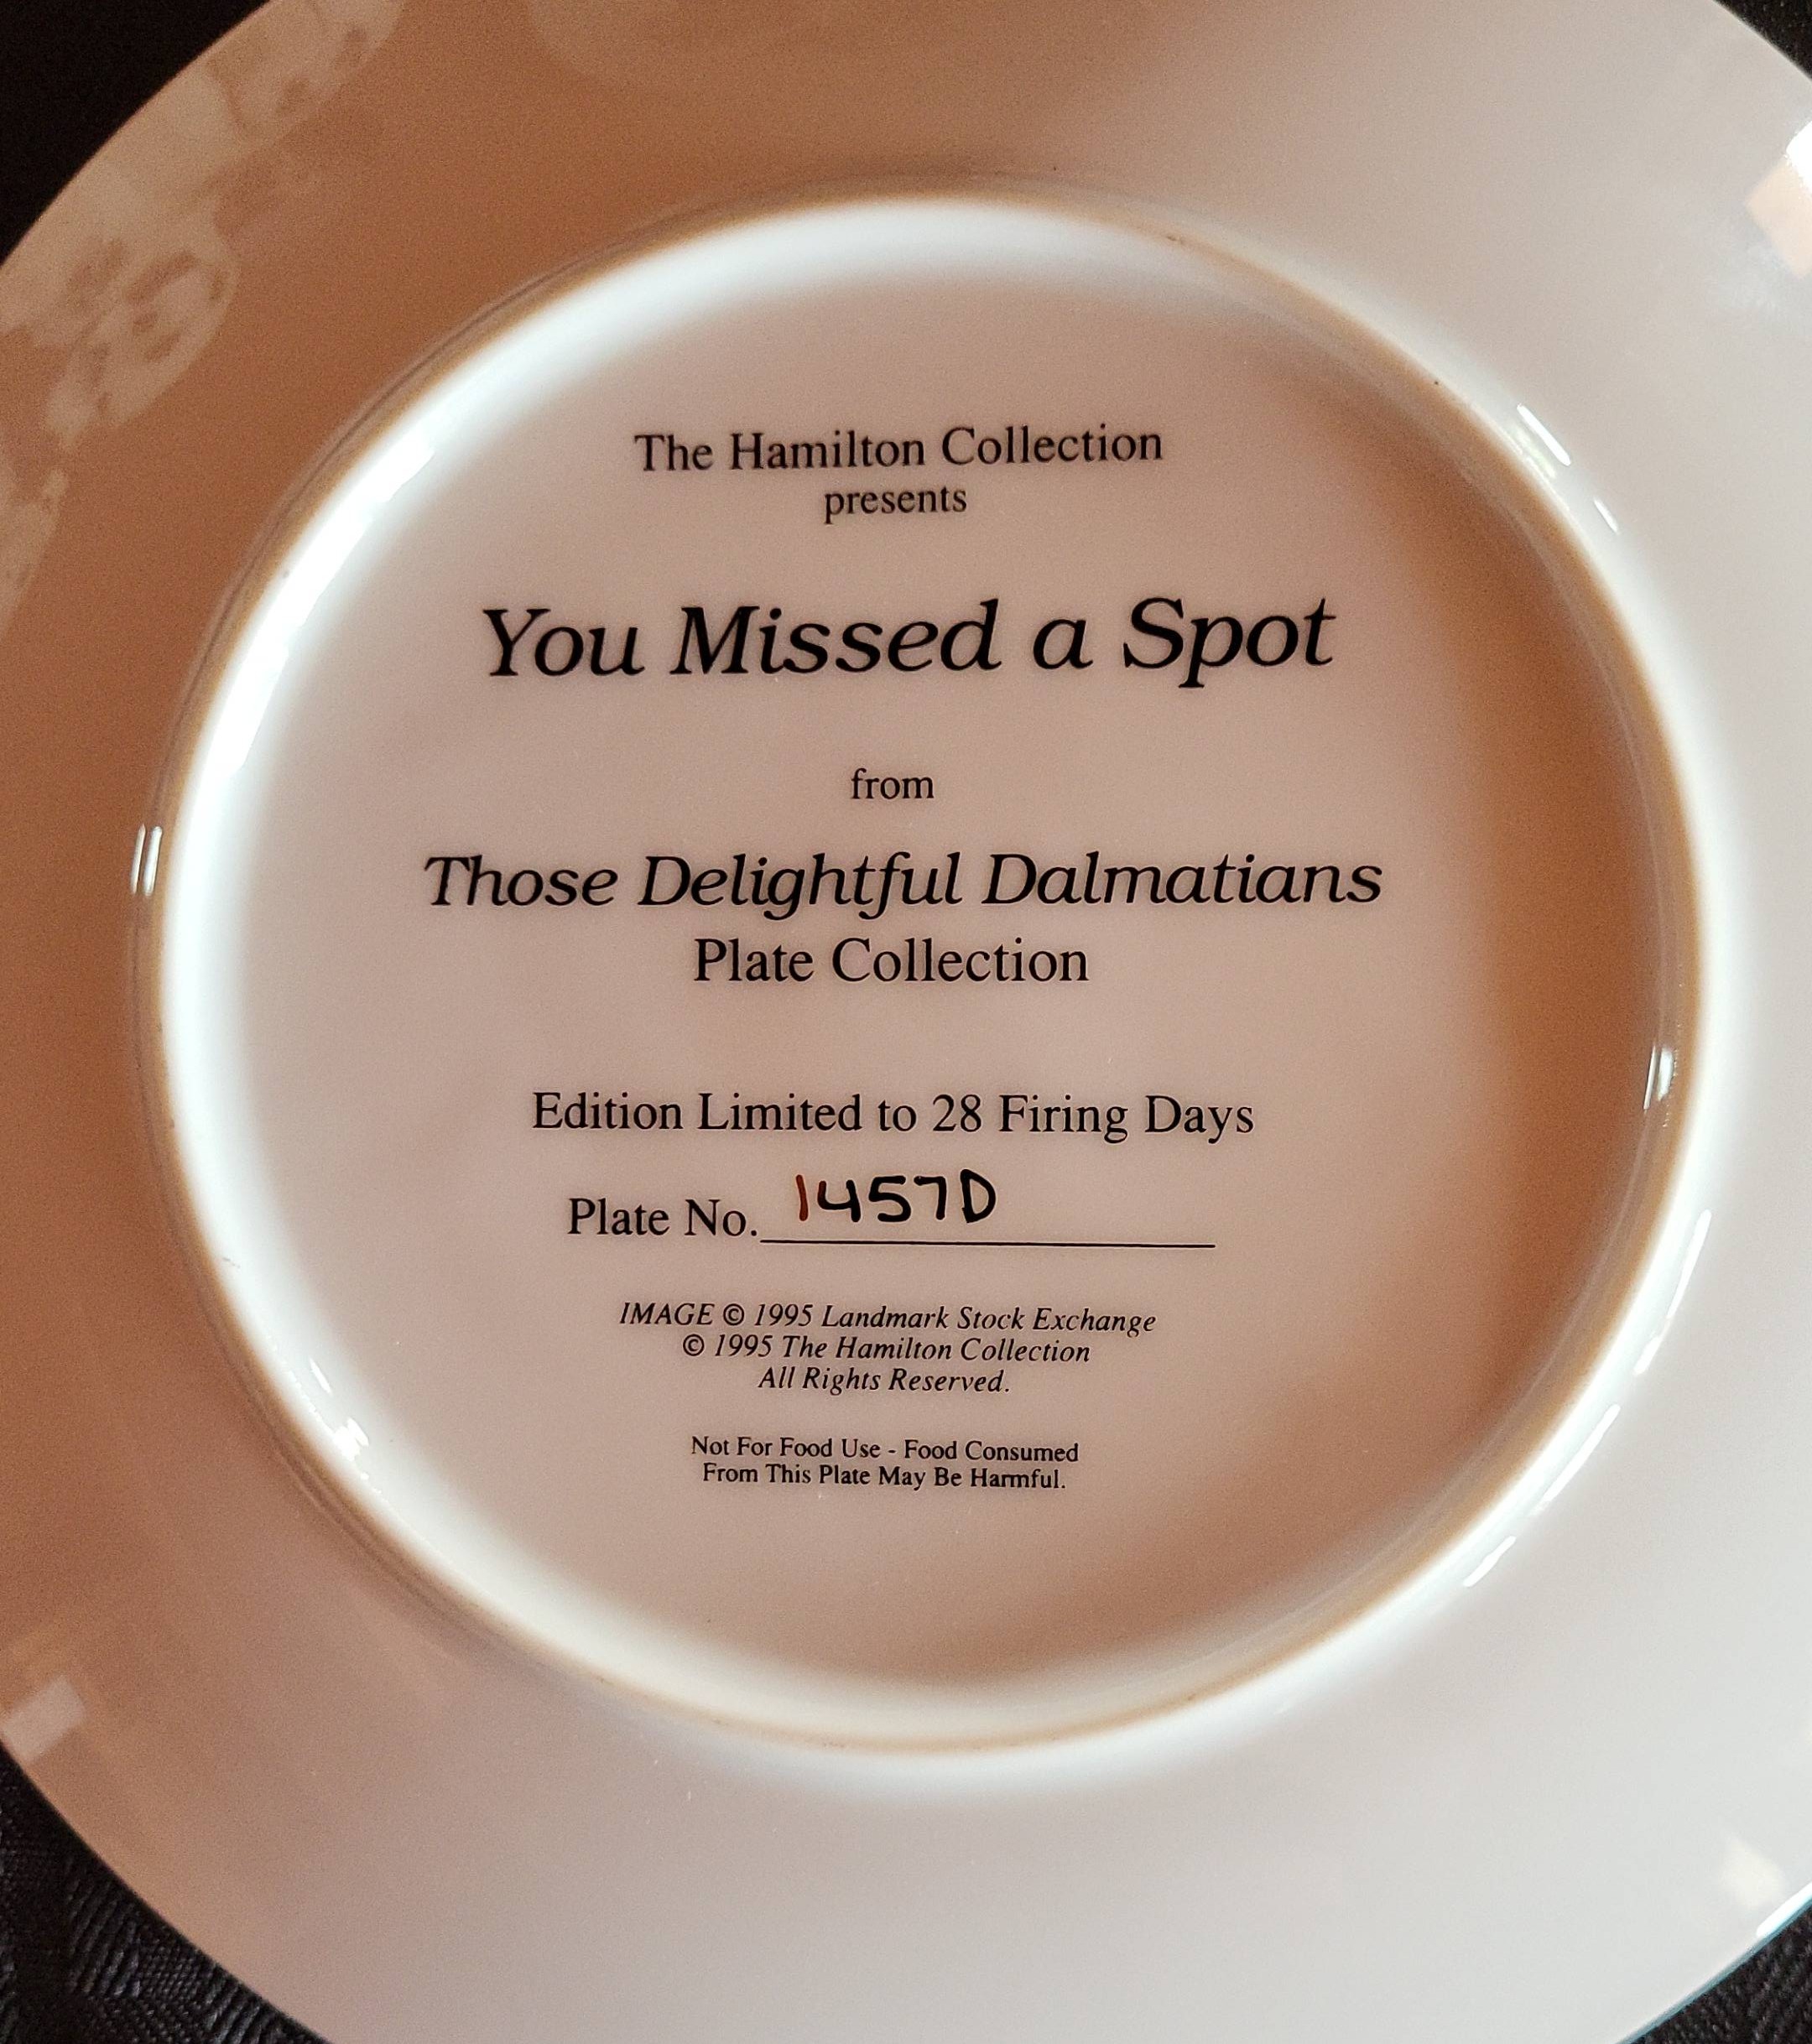 The Hamilton Collection
presents
You Missed a Spot
from
Those Delightful Dalmatians
Plate Collection
Edition Limited to 28 Firing Days
Plate No. 1457D
IMAGE © 1995 Landmark Stock Exchange
© 1995 The Hamilton Collection
All Rights Reserved.
Not For Food Use - Food Consumed
From This Plate May Be Harmful.